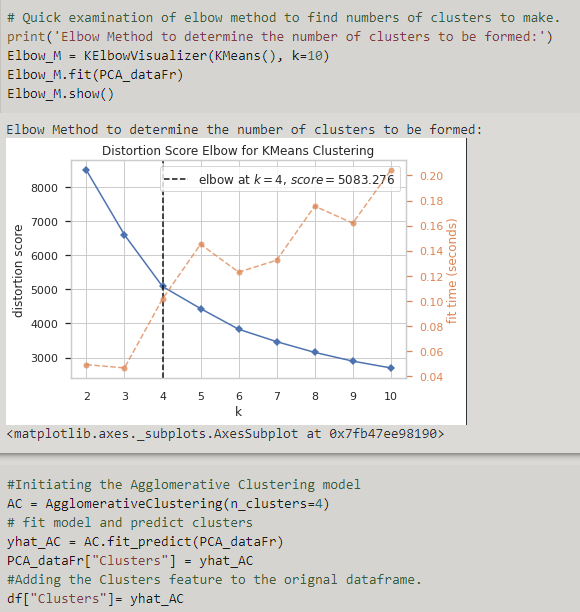 # Quick examination of elbow method to find numbers of clusters to make.
print('Elbow Method to determine the number of clusters to be formed:')
Elbow_M = KElbowVisualizer(KMeans(), k=10)
Elbow_M.fit(PCA_dataFr)
Elbow_M.show()
Elbow Method to determine the number of clusters to be formed:
Distortion Score Elbow for KMeans Clustering
elbow at k = 4, score = 5083.276
8000
7000
6000
5000
4000
3000
distortion score
0.20
0.18
0.16
0.14
0.12
0.10
0.08
0.06
0.04
fit time (seconds)
2 3 4 5 6 7 8 9 10
k
<matplotlib.axes._subplots.AxesSubplot at 0x7fb47ee98190>
#Initiating the Agglomerative Clustering model
AC = AgglomerativeClustering(n_clusters=4)
# fit model and predict clusters
yhat_AC = AC.fit_predict(PCA_dataFr)
PCA_dataFr["Clusters"] = yhat_AC
#Adding the Clusters feature to the orignal dataframe.
df["Clusters"]= yhat_AC